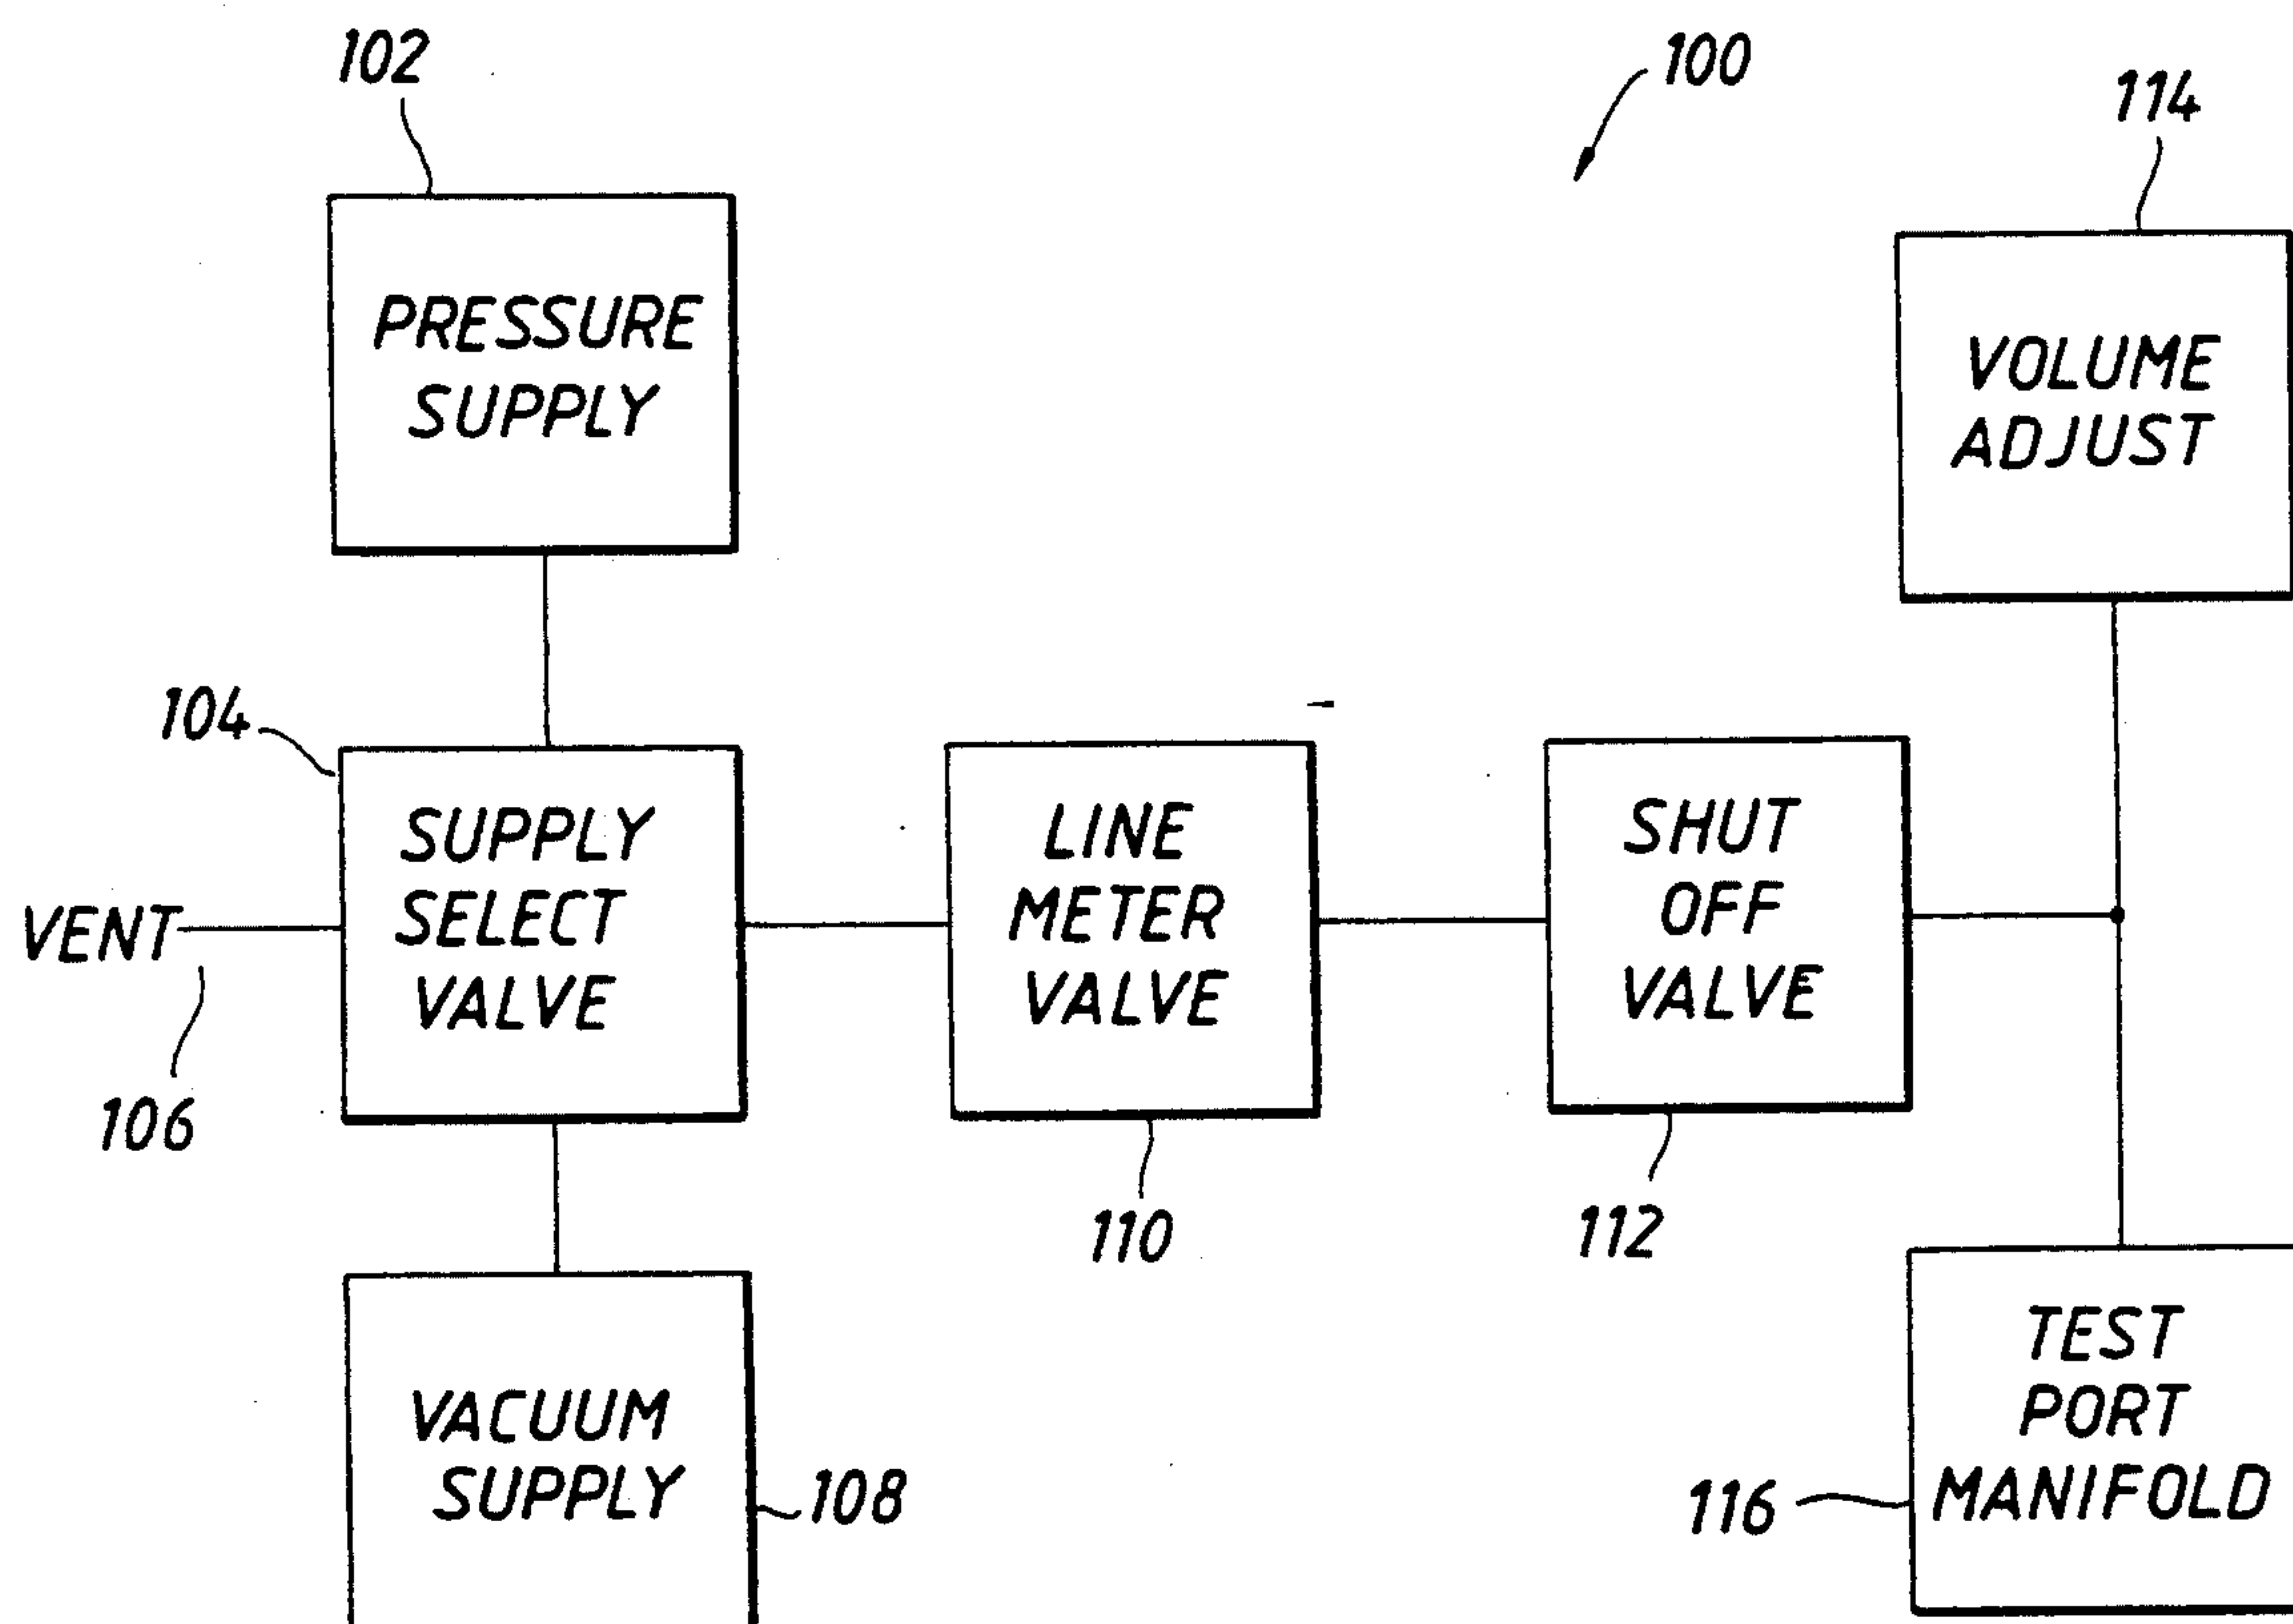 102
100
114
PRESSURE
SUPPLY
VOLUME
ADJUST
104
SUPPLY
SELECT
VALVE
LINE
METER
VALVE
SHUT
OFF
VALVE
VENT
106
110
112
VACUUM
SUPPLY
108
TEST
PORT
MANIFOLD
116